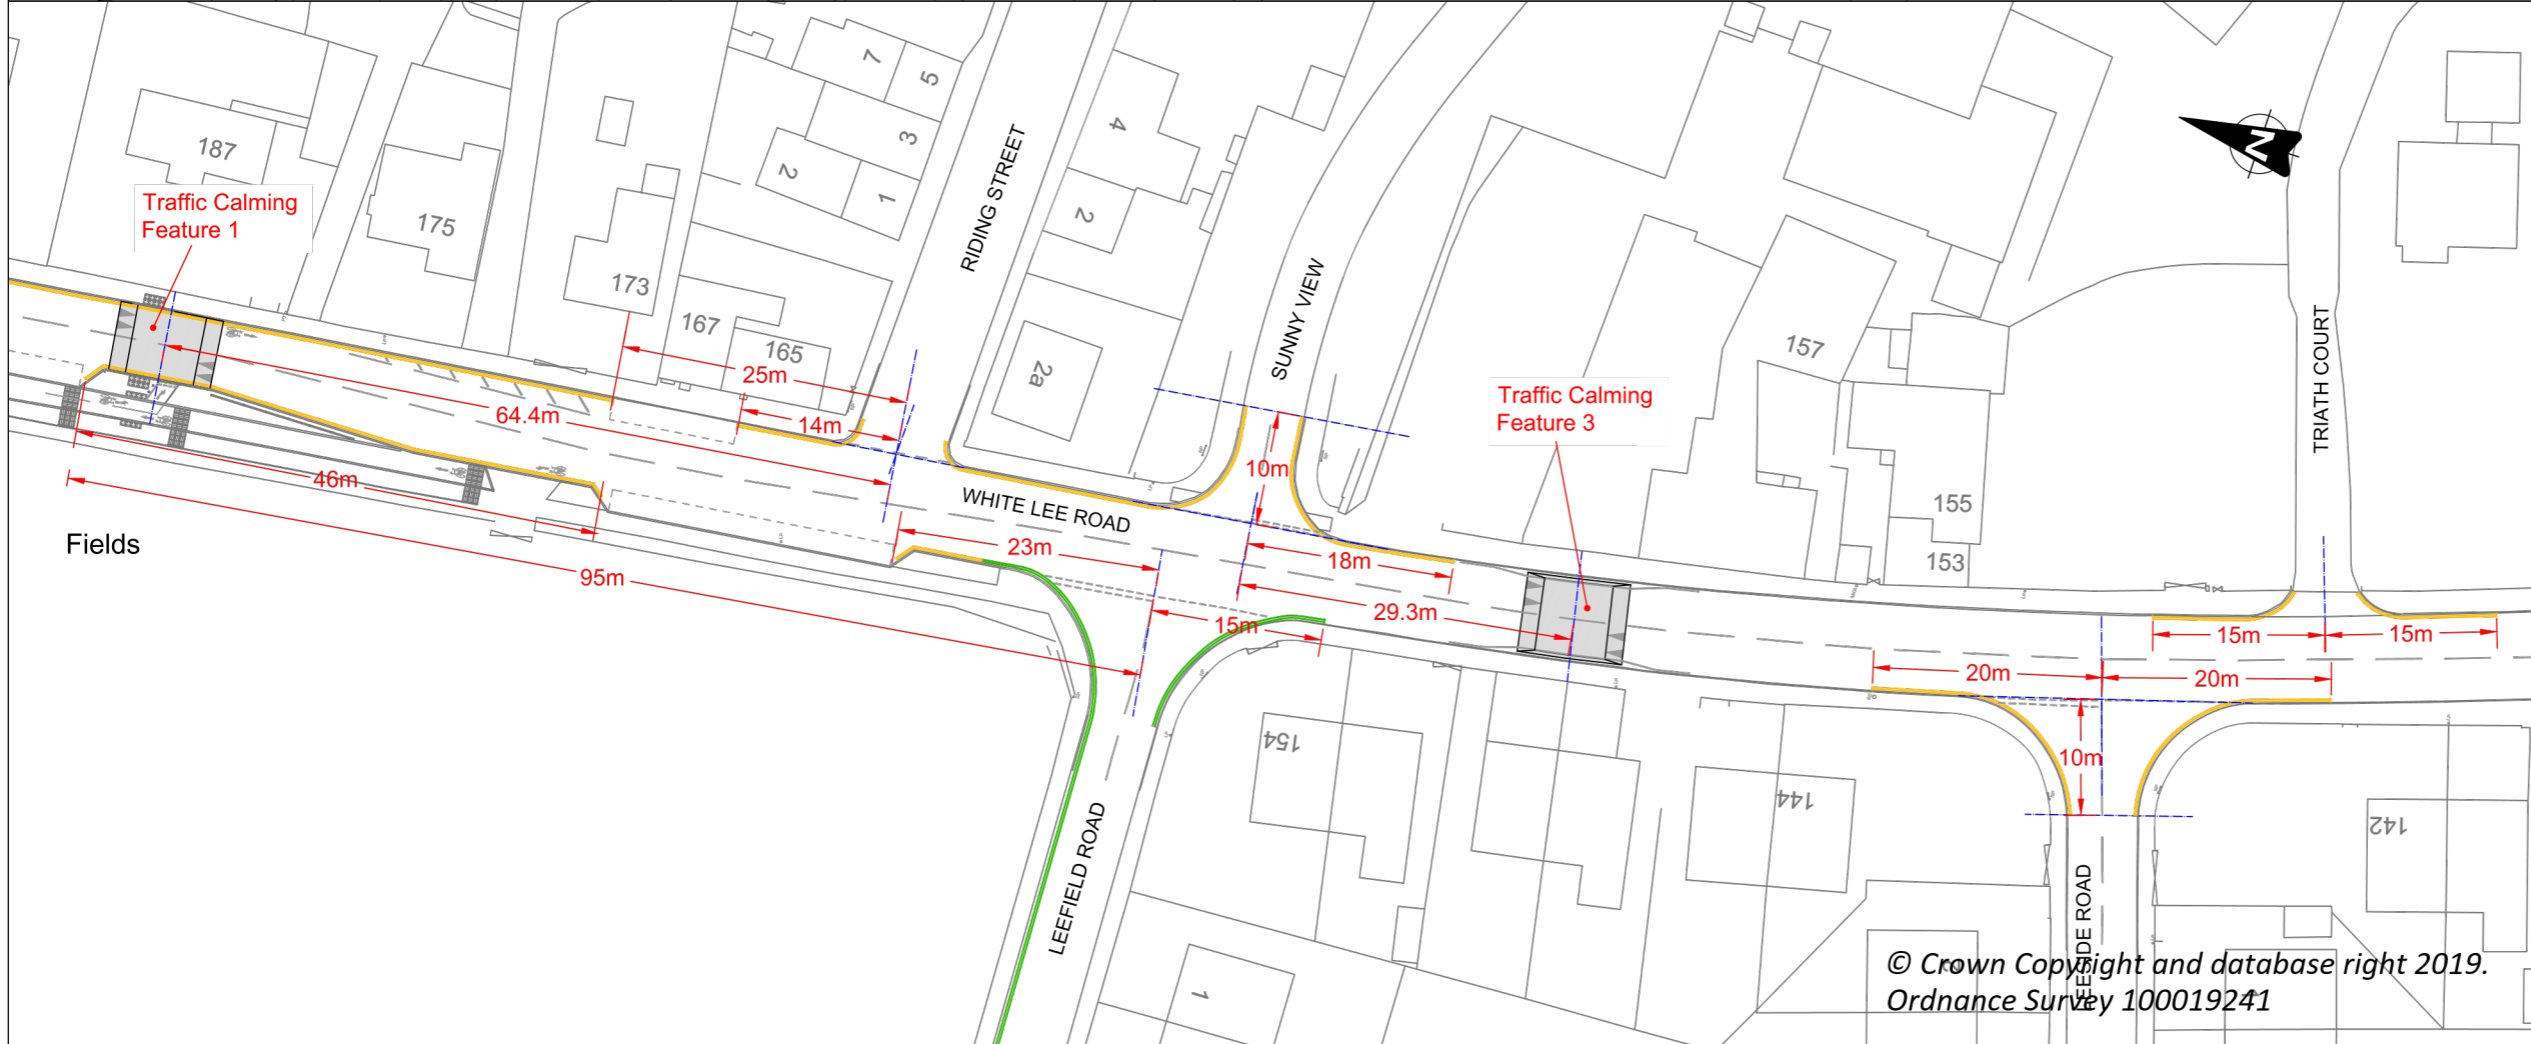 187
Traffic Calming
Feature 1
175
173
167
165
7
5
3
2
1
RIDING STREET
4
2
2a
SUNNY VIEW
N
Traffic Calming
Feature 3
157
155
153
TRIATH COURT
25m
14m
64.4m
46m
95m
Fields
WHITE LEE ROAD
10m
23m
18m
29.3m
15m
15m
15m
20m
20m
10m
154
144
142
LEEFIELD ROAD
LEESIDE ROAD
1
2
© Crown Copyright and database right 2019.
Ordnance Survey 100019241